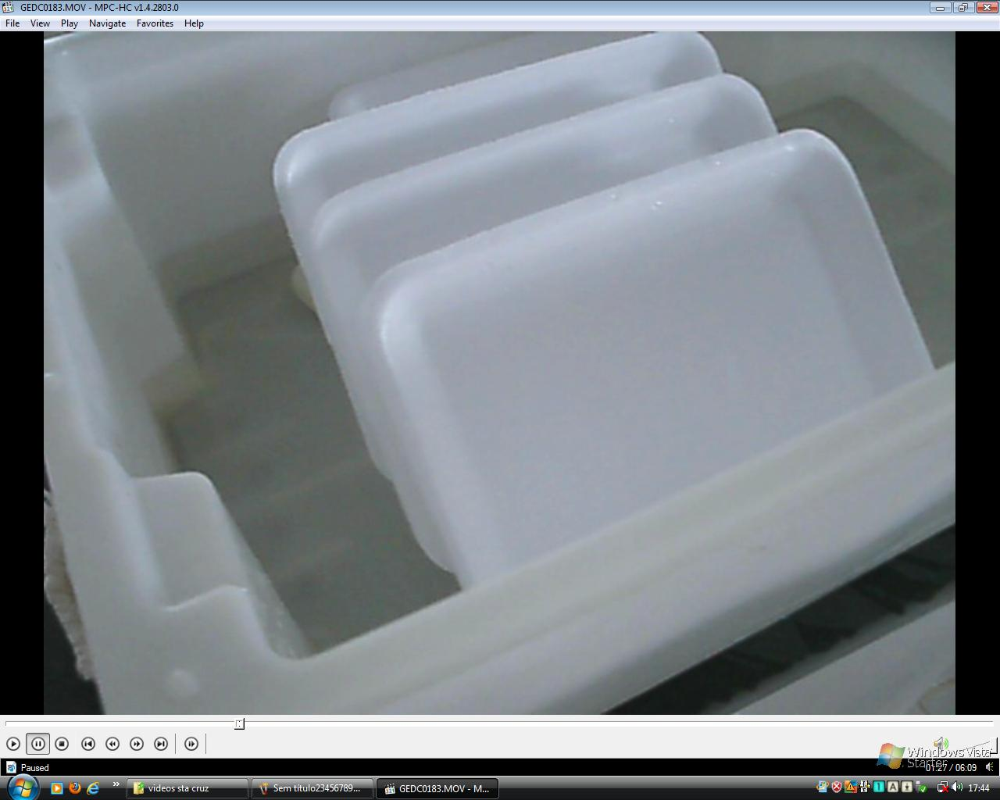 GEDC0183.MOV - MPC-HC v1.4.2803.0
File View Play Navigate Favorites Help
Windows Vista
Starter
Paused
01:27 / 06:09
» videos sta cruz Sem título23456789... GEDC0183.MOV - M... 1 A 17:44